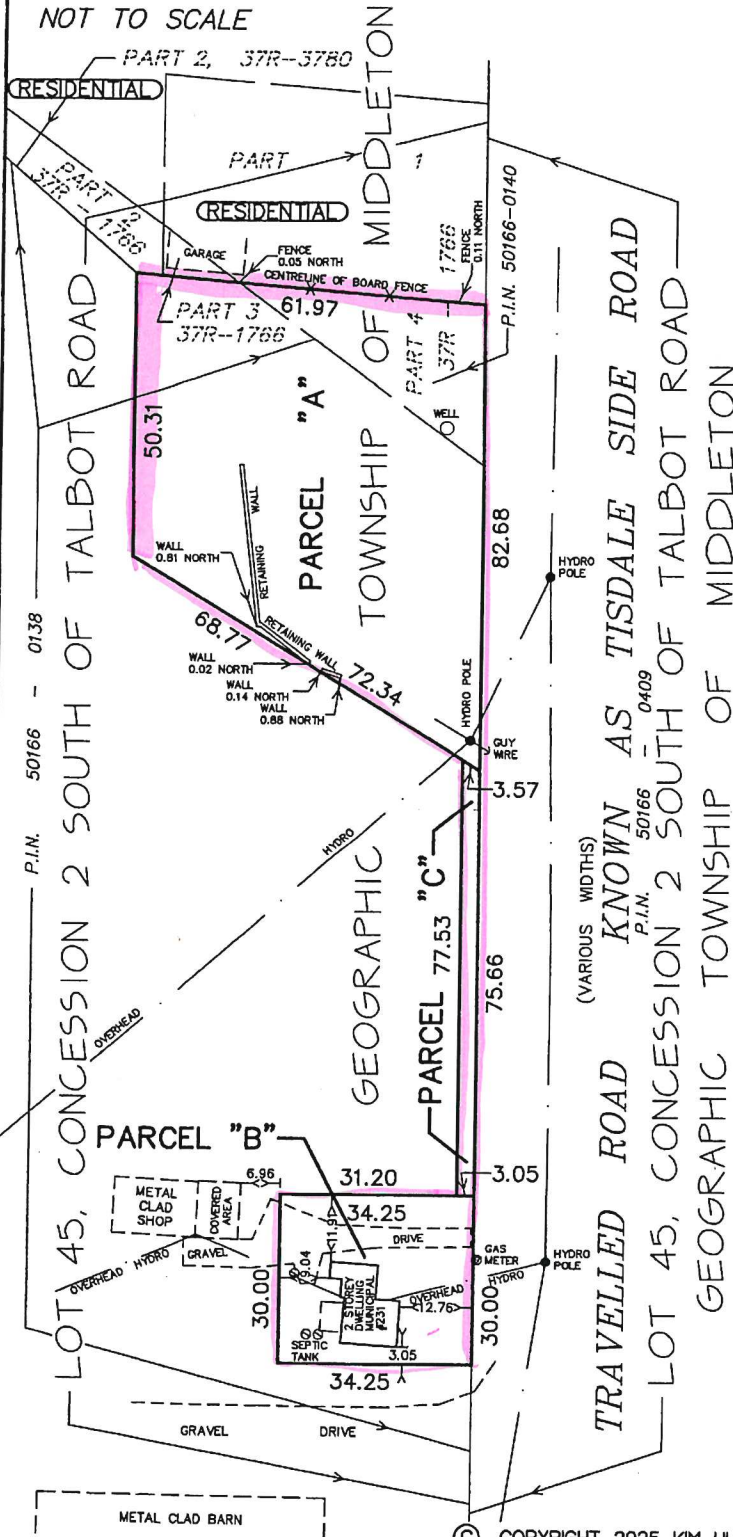 NOT TO SCALE
PART 2, 37R-3780
RESIDENTIAL
PART 2
37R - 1766
PART 1
RESIDENTIAL
GARAGE
FENCE
0.05 NORTH
CENTRELINE OF BOARD FENCE
61.97
PART 3
37R-1766
PART 4
37R 1766
FENCE
0.11 NORTH
P.I.N. 50166-0140
50.31
PARCEL "A"
WELL
WALL
0.81 NORTH
RETAINING WALL
RETAINING WALL
68.77
WALL
0.02 NORTH
WALL
0.14 NORTH
WALL
0.88 NORTH
72.34
82.68
HYDRO POLE
HYDRO POLE
GUY
WIRE
3.57
HYDRO
OVERHEAD
PARCEL "C"
77.53
75.66
P.I.N. 50166 - 0138
LOT 45, CONCESSION 2 SOUTH OF TALBOT ROAD
GEOGRAPHIC TOWNSHIP OF MIDDLETON
PARCEL "B"
6.96
31.20
3.05
34.25
METAL
CLAD
SHOP
COVERED
AREA
GRAVEL
DRIVE
11.91
9.04
OVERHEAD HYDRO
2 STOREY
DWELLING
MUNICIPAL
#231
OVERHEAD
HYDRO
12.76
GAS
METER
HYDRO
POLE
30.00
30.00
SEPTIC
TANK
3.05
34.25
GRAVEL DRIVE
METAL CLAD BARN
(VARIOUS WIDTHS)
TRAVELLED ROAD KNOWN AS TISDALE SIDE ROAD
P.I.N. 50166 - 0409
LOT 45, CONCESSION 2 SOUTH OF TALBOT ROAD
GEOGRAPHIC TOWNSHIP OF MIDDLETON
© COPYRIGHT 2025 KIM